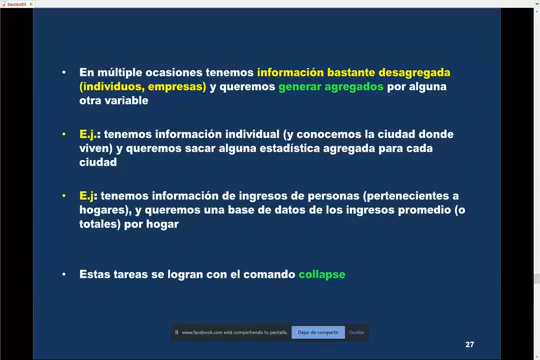 • En múltiple ocasiones tenemos información bastante desagregada
(individuos, empresas) y queremos generar agregados por alguna
otra variable
• E.j.: tenemos información individual (y conocemos la ciudad donde
viven) y queremos sacar alguna estadística agregada para cada
ciudad
• E.j: tenemos información de ingresos de personas (pertenecientes a
hogares), y queremos una base de datos de los ingresos promedio (o
totales) por hogar
• Estas tareas se logran con el comando collapse
www.facebook.com está compartiendo tu pantalla. Dejar de compartir Ocultar
27